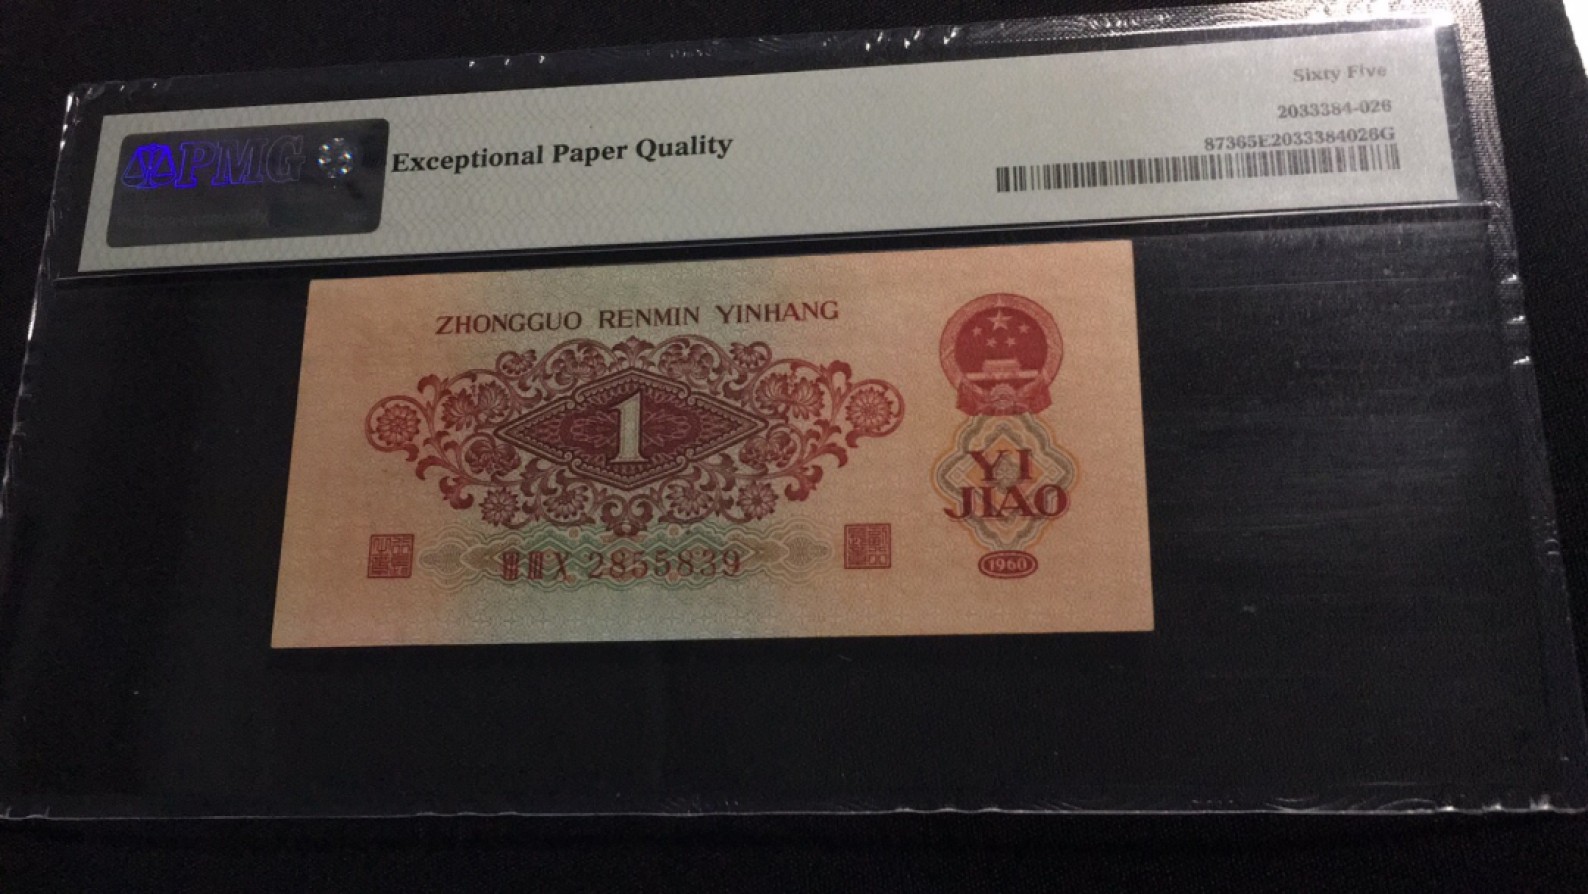 PMG
Exceptional Paper Quality
Sixty Five
2033384-026
87365E2033384026G
ZHONGGUO RENMIN YINHANG
1
YI
JIAO
X 2855839
1960